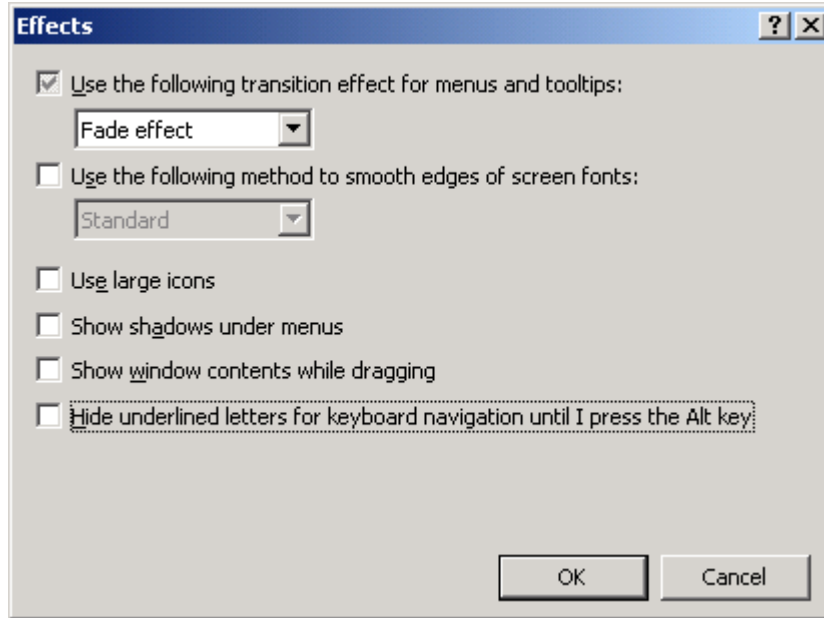 Effects
Use the following transition effect for menus and tooltips:
Fade effect
Use the following method to smooth edges of screen fonts:
Standard
Use large icons
Show shadows under menus
Show window contents while dragging
Hide underlined letters for keyboard navigation until I press the Alt key
OK Cancel